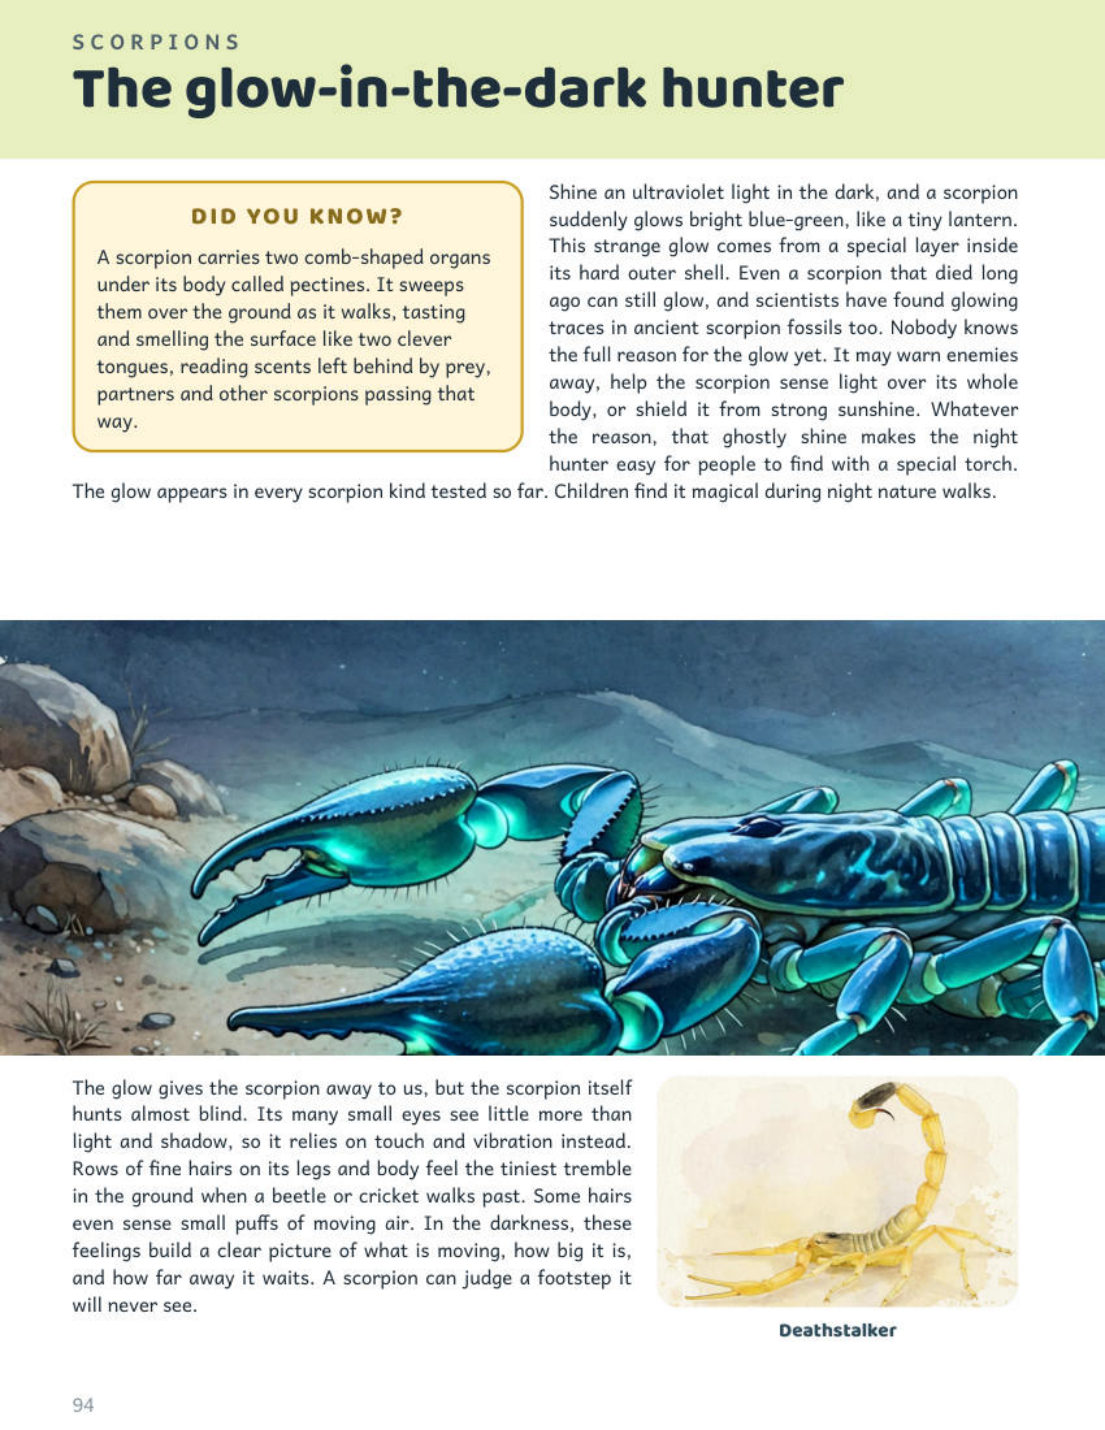 SCORPIONS
The glow-in-the-dark hunter
DID YOU KNOW?
A scorpion carries two comb-shaped organs
under its body called pectines. It sweeps
them over the ground as it walks, tasting
and smelling the surface like two clever
tongues, reading scents left behind by prey,
partners and other scorpions passing that
way.
Shine an ultraviolet light in the dark, and a scorpion
suddenly glows bright blue-green, like a tiny lantern.
This strange glow comes from a special layer inside
its hard outer shell. Even a scorpion that died long
ago can still glow, and scientists have found glowing
traces in ancient scorpion fossils too. Nobody knows
the full reason for the glow yet. It may warn enemies
away, help the scorpion sense light over its whole
body, or shield it from strong sunshine. Whatever
the reason, that ghostly shine makes the night
hunter easy for people to find with a special torch.
The glow appears in every scorpion kind tested so far. Children find it magical during night nature walks.
The glow gives the scorpion away to us, but the scorpion itself
hunts almost blind. Its many small eyes see little more than
light and shadow, so it relies on touch and vibration instead.
Rows of fine hairs on its legs and body feel the tiniest tremble
in the ground when a beetle or cricket walks past. Some hairs
even sense small puffs of moving air. In the darkness, these
feelings build a clear picture of what is moving, how big it is,
and how far away it waits. A scorpion can judge a footstep it
will never see.
Deathstalker
94